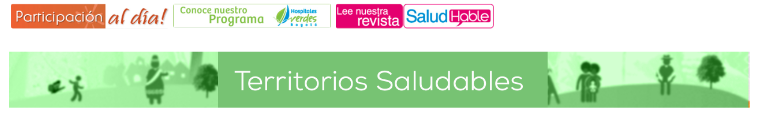 Participación al día!
Conoce nuestro
Programa
Hospitales
verdes
Bogotá
Lee nuestra
revista
Salud Hable
Territorios Saludables